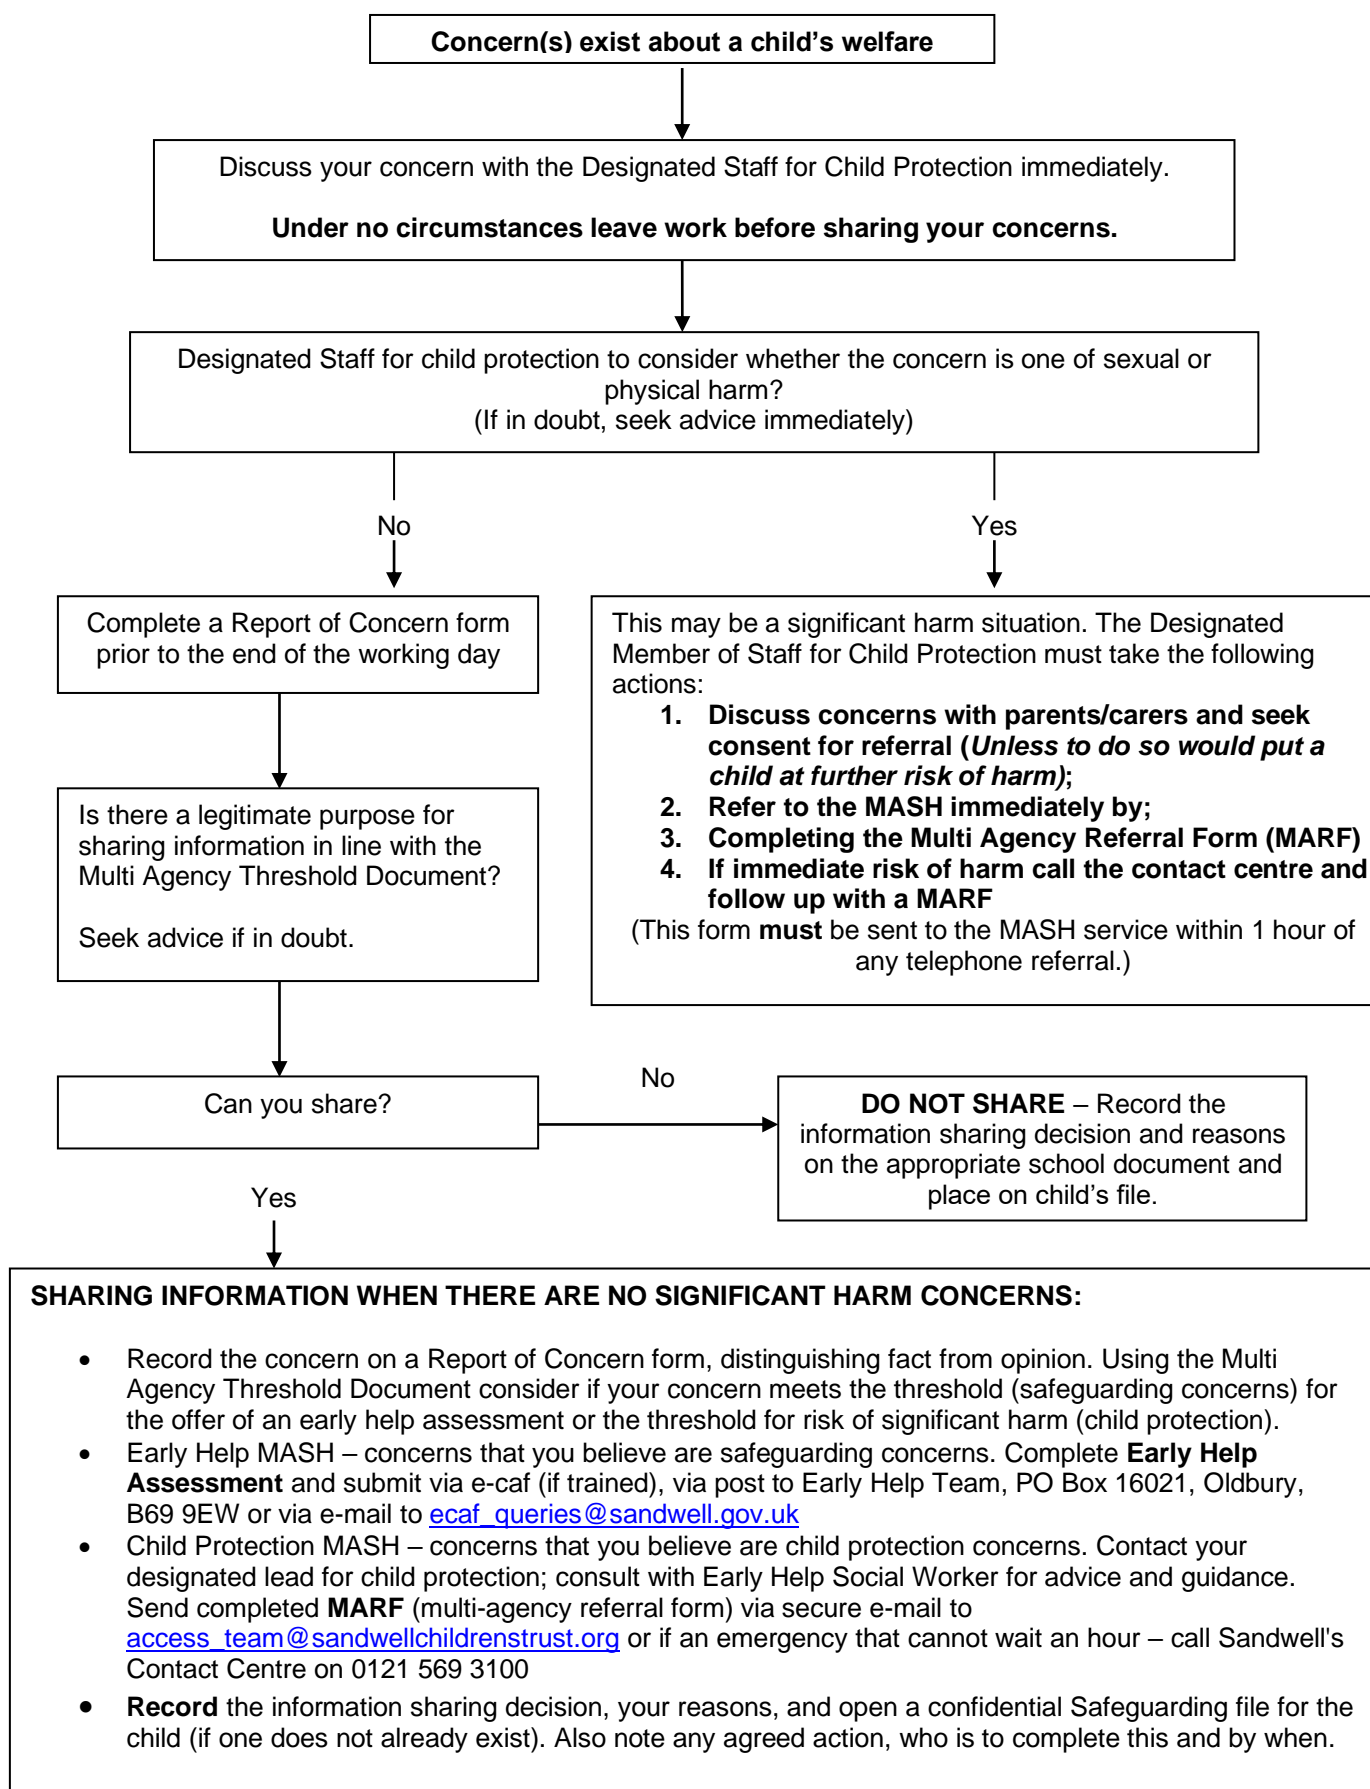 Concern(s) exist about a child's welfare
Discuss your concern with the Designated Staff for Child Protection immediately.
Under no circumstances leave work before sharing your concerns.
Designated Staff for child protection to consider whether the concern is one of sexual or
physical harm?
(If in doubt, seek advice immediately)
No
Yes
Complete a Report of Concern form
prior to the end of the working day
This may be a significant harm situation. The Designated
Member of Staff for Child Protection must take the following
actions:
1. Discuss concerns with parents/carers and seek
consent for referral (Unless to do so would put a
child at further risk of harm);
2. Refer to the MASH immediately by;
3. Completing the Multi Agency Referral Form (MARF)
4. If immediate risk of harm call the contact centre and
follow up with a MARF
(This form must be sent to the MASH service within 1 hour of
any telephone referral.)
Is there a legitimate purpose for
sharing information in line with the
Multi Agency Threshold Document?
Seek advice if in doubt.
Can you share?
No
DO NOT SHARE – Record the
information sharing decision and reasons
on the appropriate school document and
place on child's file.
Yes
SHARING INFORMATION WHEN THERE ARE NO SIGNIFICANT HARM CONCERNS:
• Record the concern on a Report of Concern form, distinguishing fact from opinion. Using the Multi
Agency Threshold Document consider if your concern meets the threshold (safeguarding concerns) for
the offer of an early help assessment or the threshold for risk of significant harm (child protection).
• Early Help MASH – concerns that you believe are safeguarding concerns. Complete Early Help
Assessment and submit via e-caf (if trained), via post to Early Help Team, PO Box 16021, Oldbury,
B69 9EW or via e-mail to ecaf_queries@sandwell.gov.uk
• Child Protection MASH – concerns that you believe are child protection concerns. Contact your
designated lead for child protection; consult with Early Help Social Worker for advice and guidance.
Send completed MARF (multi-agency referral form) via secure e-mail to
access_team@sandwellchildrenstrust.org or if an emergency that cannot wait an hour – call Sandwell's
Contact Centre on 0121 569 3100
• Record the information sharing decision, your reasons, and open a confidential Safeguarding file for the
child (if one does not already exist). Also note any agreed action, who is to complete this and by when.